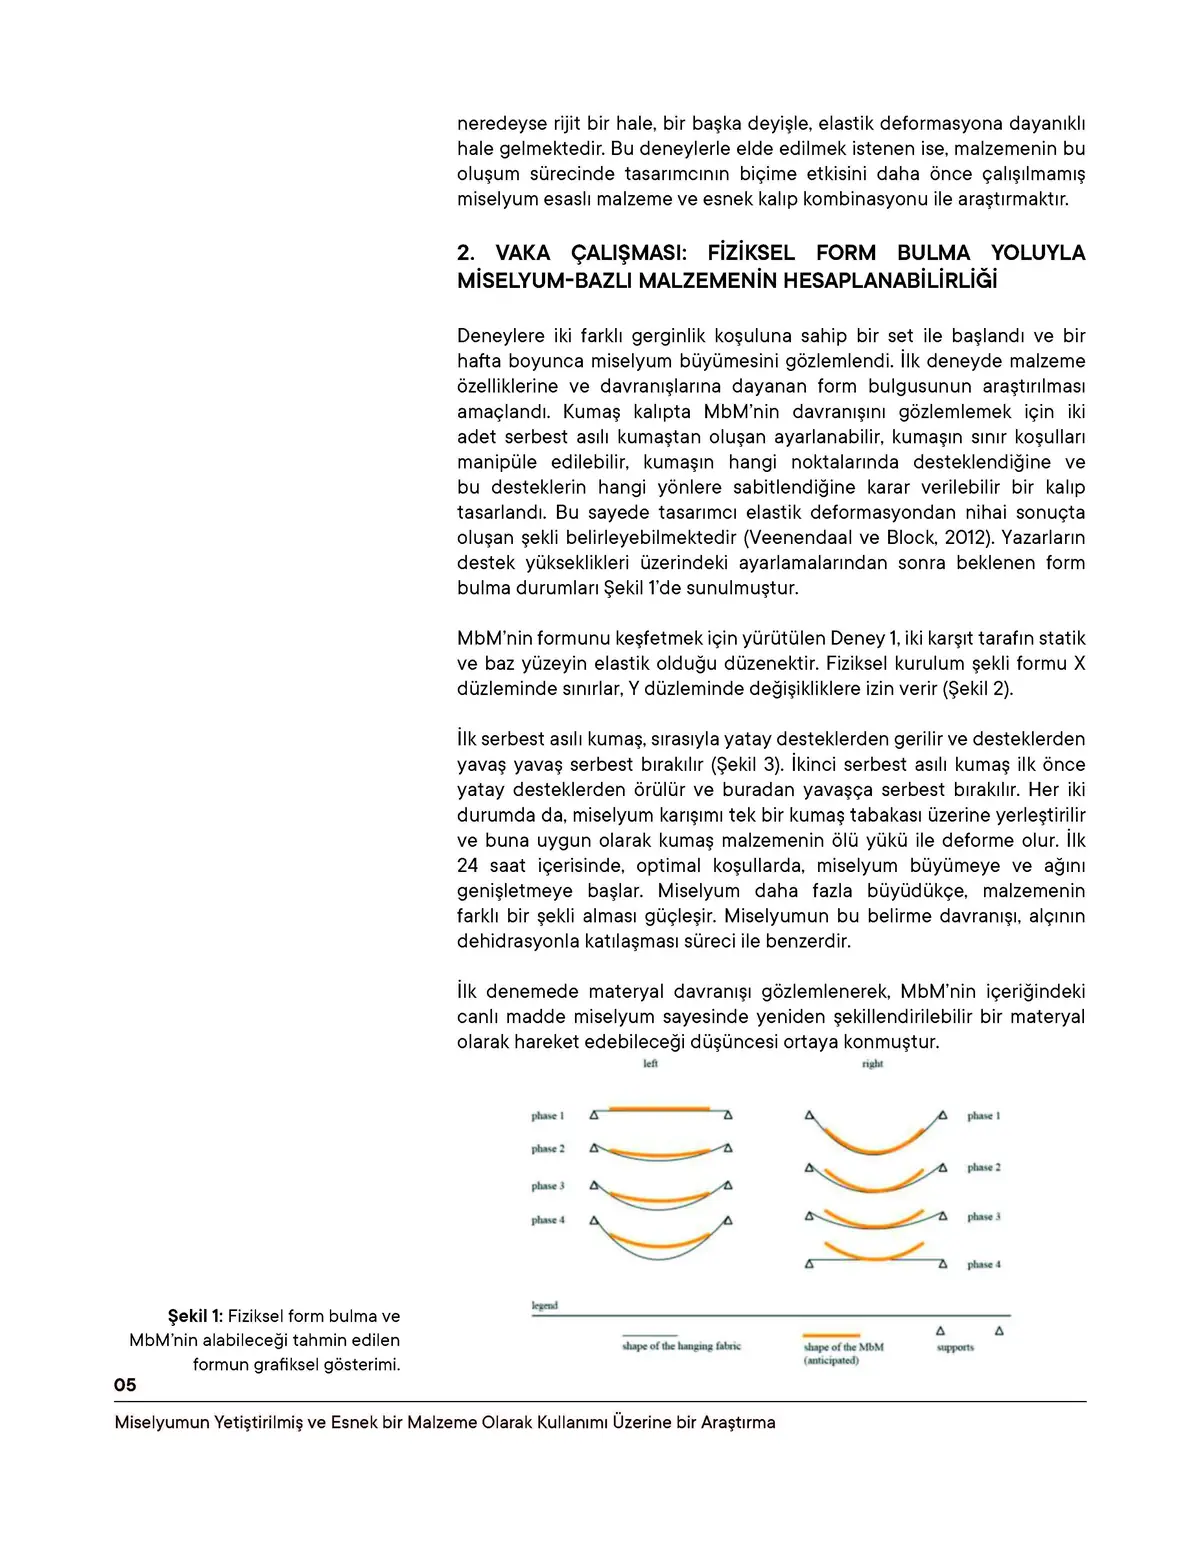 neredeyse rijit bir hale, bir başka deyişle, elastik deformasyona dayanıklı
hale gelmektedir. Bu deneylerle elde edilmek istenen ise, malzemenin bu
oluşum sürecinde tasarımcının biçime etkisini daha önce çalışılmamış
miselyum esaslı malzeme ve esnek kalıp kombinasyonu ile araştırmaktır.
2. VAKA ÇALIŞMASI: FİZİKSEL FORM BULMA YOLUYLA
MİSELYUM-BAZLI MALZEMENİN HESAPLANABİLİRLİĞİ
Deneylere iki farklı gerginlik koşuluna sahip bir set ile başlandı ve bir
hafta boyunca miselyum büyümesini gözlemlendi. İlk deneyde malzeme
özelliklerine ve davranışlarına dayanan form bulgusunun araştırılması
amaçlandı. Kumaş kalıpta MbM’nin davranışını gözlemlemek için iki
adet serbest asılı kumaştan oluşan ayarlanabilir, kumaşın sınır koşulları
manipüle edilebilir, kumaşın hangi noktalarında desteklendiğine ve
bu desteklerin hangi yönlere sabitlendiğine karar verilebilir bir kalıp
tasarlandı. Bu sayede tasarımcı elastik deformasyondan nihai sonuçta
oluşan şekli belirleyebilmektedir (Veenendaal ve Block, 2012). Yazarların
destek yükseklikleri üzerindeki ayarlamalarından sonra beklenen form
bulma durumları Şekil 1’de sunulmuştur.
MbM’nin formunu keşfetmek için yürütülen Deney 1, iki karşıt tarafın statik
ve baz yüzeyin elastik olduğu düzenektir. Fiziksel kurulum şekli formu X
düzleminde sınırlar, Y düzleminde değişikliklere izin verir (Şekil 2).
İlk serbest asılı kumaş, sırasıyla yatay desteklerden gerilir ve desteklerden
yavaş yavaş serbest bırakılır (Şekil 3). İkinci serbest asılı kumaş ilk önce
yatay desteklerden örülür ve buradan yavaşça serbest bırakılır. Her iki
durumda da, miselyum karışımı tek bir kumaş tabakası üzerine yerleştirilir
ve buna uygun olarak kumaş malzemenin ölü yükü ile deforme olur. İlk
24 saat içerisinde, optimal koşullarda, miselyum büyümeye ve ağını
genişletmeye başlar. Miselyum daha fazla büyüdükçe, malzemenin
farklı bir şekli alması güçleşir. Miselyumun bu belirme davranışı, alçının
dehidrasyonla katılaşması süreci ile benzerdir.
İlk denemede materyal davranışı gözlemlenerek, MbM’nin içeriğindeki
canlı madde miselyum sayesinde yeniden şekillendirilebilir bir materyal
olarak hareket edebileceği düşüncesi ortaya konmuştur.
left right
phase 1 phase 1
phase 2 phase 2
phase 3 phase 3
phase 4 phase 4
legend
shape of the hanging fabric shape of the MbM supports
(anticipated)
Şekil 1: Fiziksel form bulma ve
MbM’nin alabileceği tahmin edilen
formun grafiksel gösterimi.
05
Miselyumun Yetiştirilmiş ve Esnek bir Malzeme Olarak Kullanımı Üzerine bir Araştırma